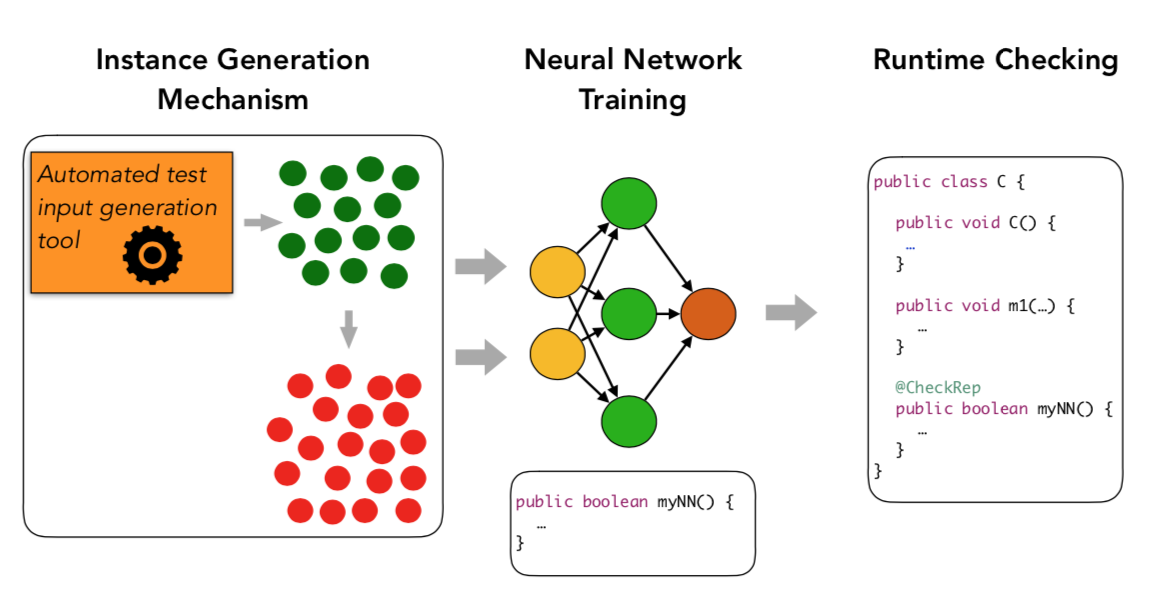 Instance Generation
Mechanism
Neural Network
Training
Runtime Checking
Automated test
input generation
tool
public boolean myNN() {
…
}
public class C {
public void C() {
…
}
public void m1(…) {
…
}
@CheckRep
public boolean myNN() {
…
}
}